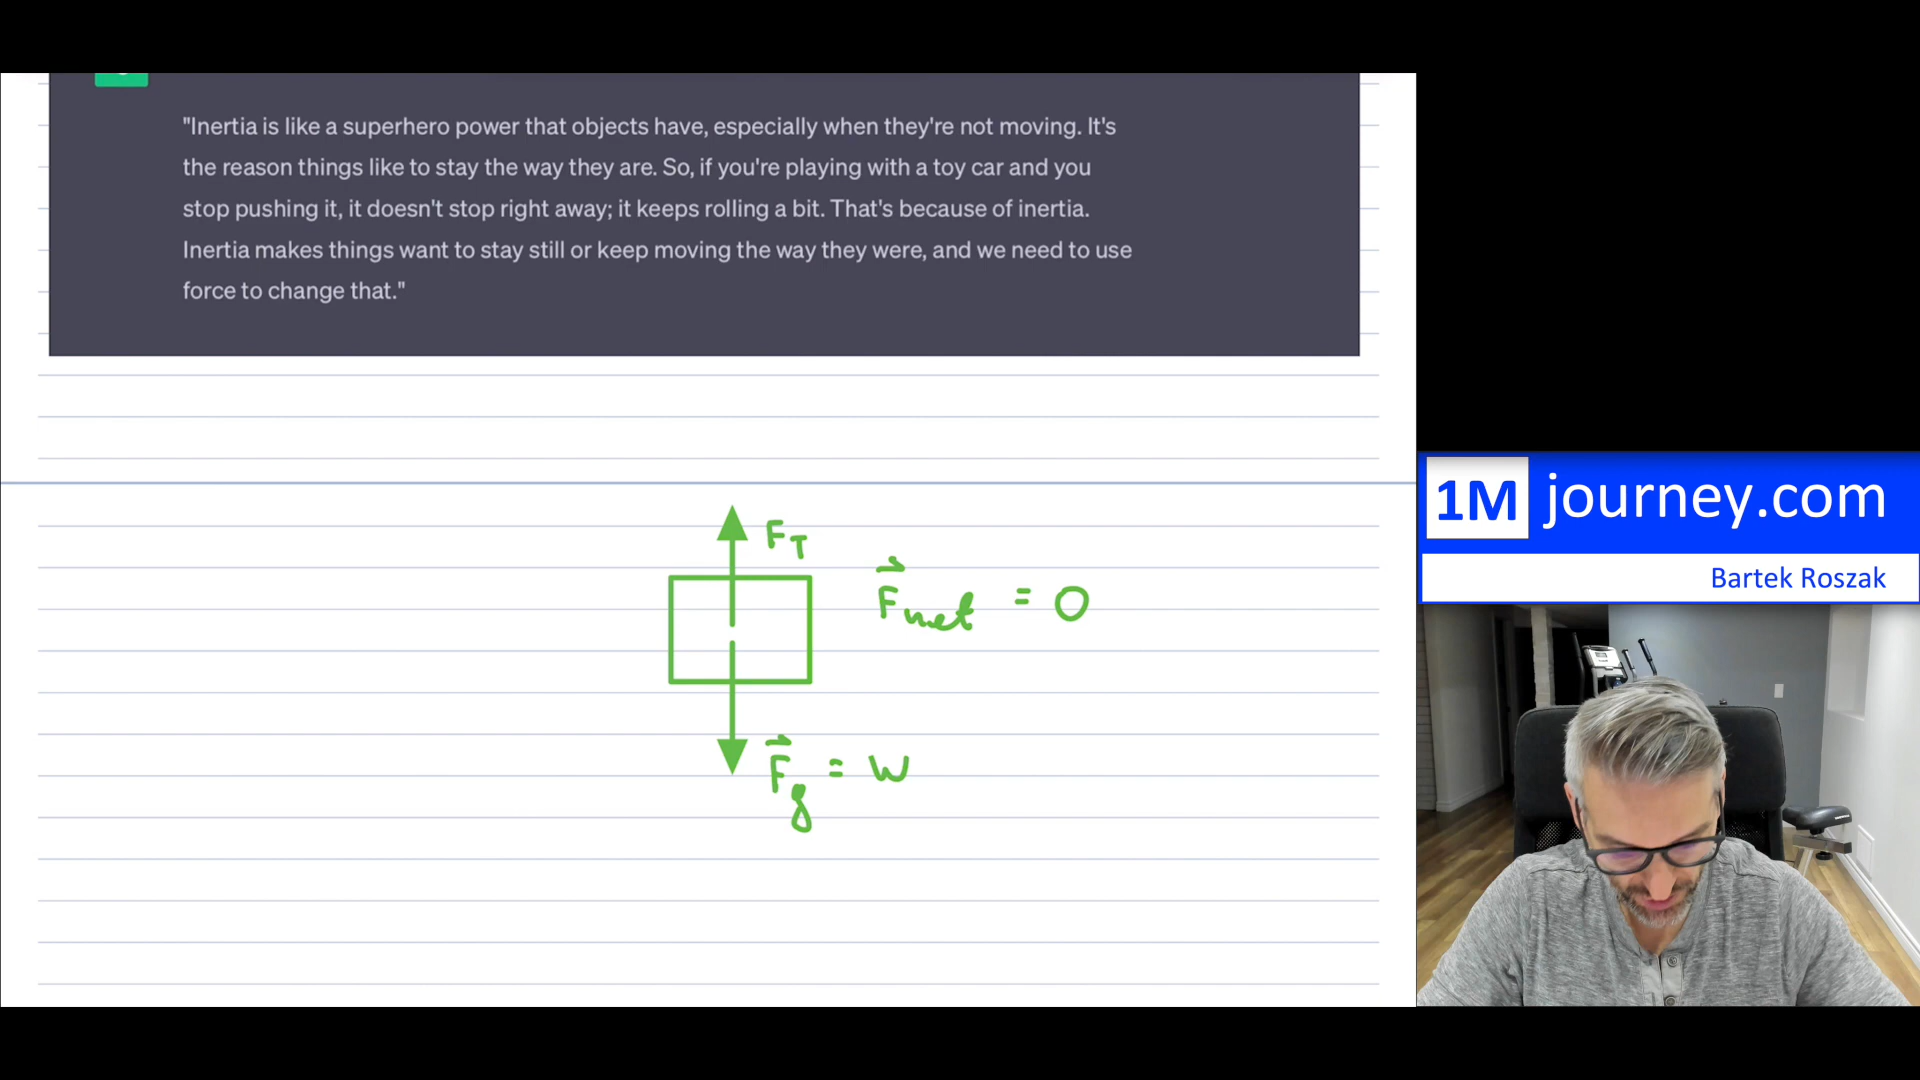 "Inertia is like a superhero power that objects have, especially when they're not moving. It's
the reason things like to stay the way they are. So, if you're playing with a toy car and you
stop pushing it, it doesn't stop right away; it keeps rolling a bit. That's because of inertia.
Inertia makes things want to stay still or keep moving the way they were, and we need to use
force to change that."
1M journey.com
Bartek Roszak
F_T
F⃗_net = 0
F⃗_g = W